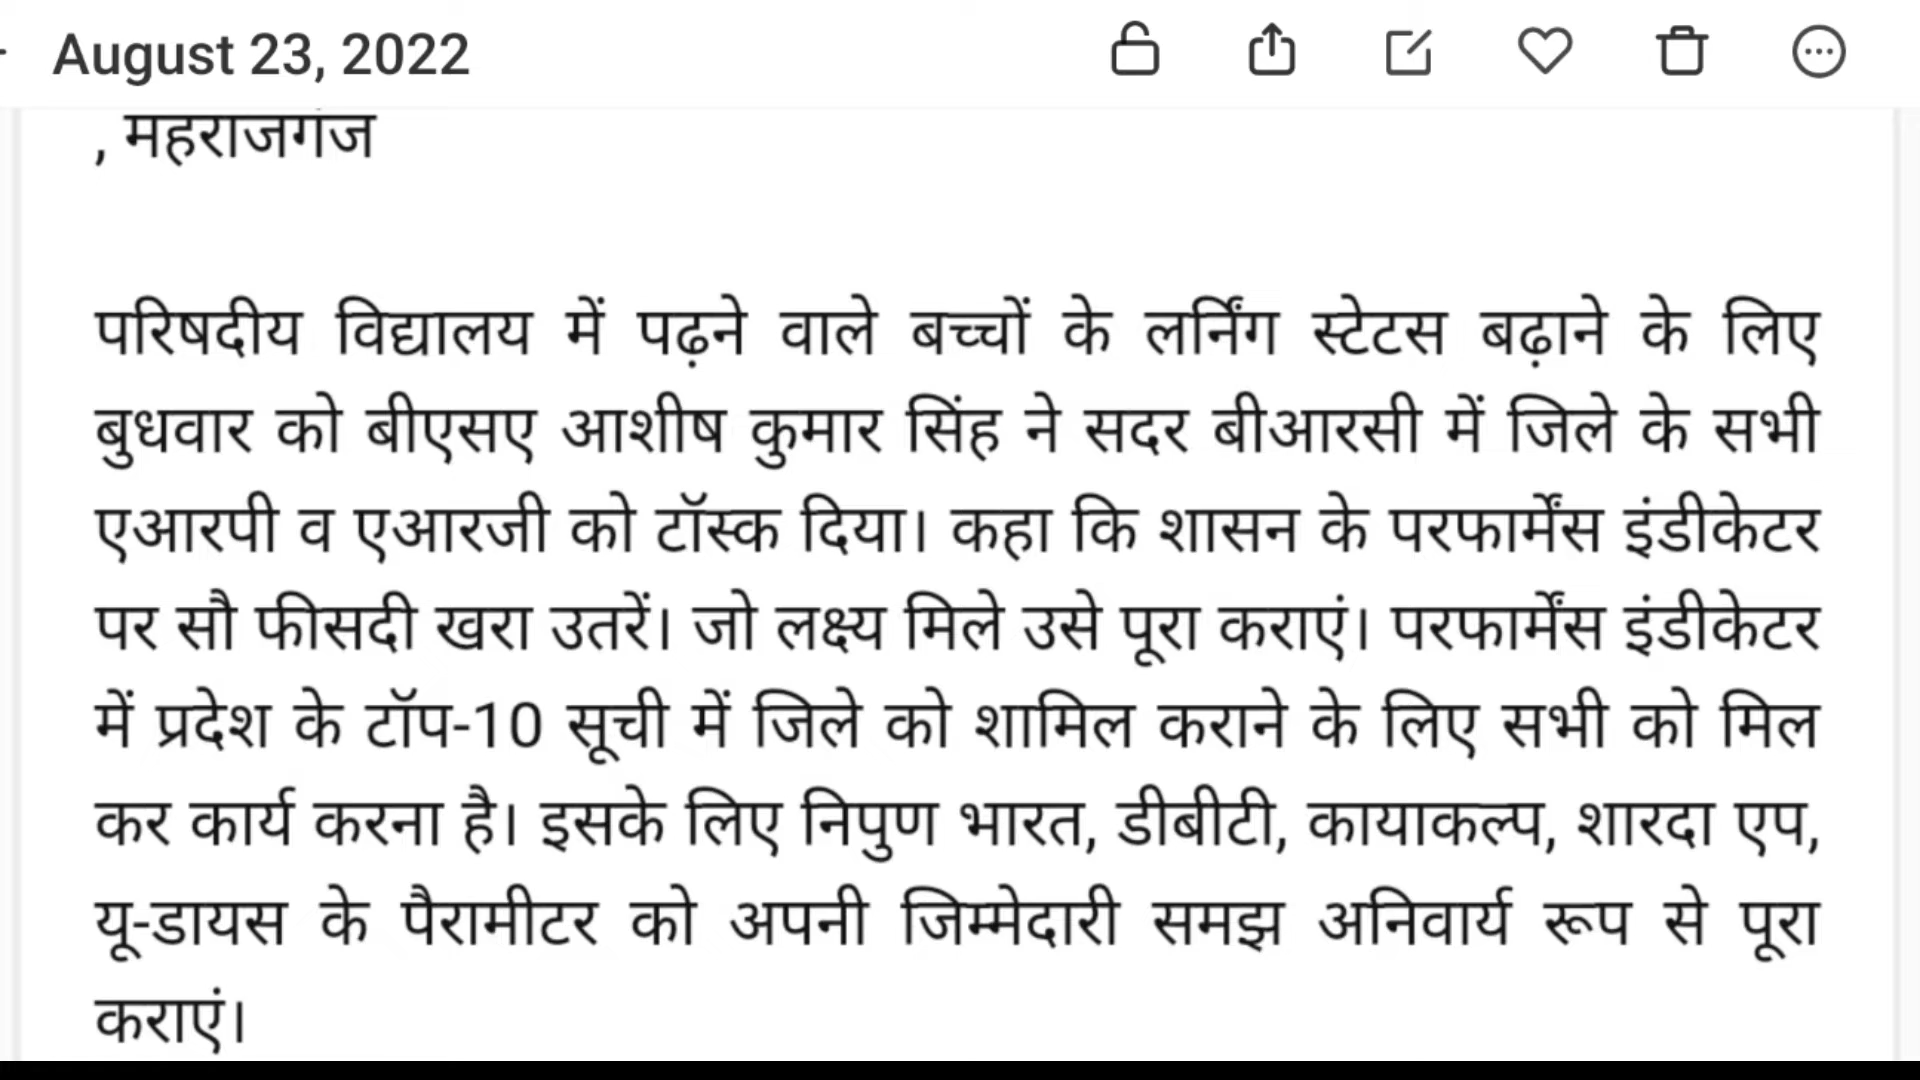 August 23, 2022
, महराजगंज
परिषदीय विद्यालय में पढ़ने वाले बच्चों के लर्निंग स्टेटस बढ़ाने के लिए
बुधवार को बीएसए आशीष कुमार सिंह ने सदर बीआरसी में जिले के सभी
एआरपी व एआरजी को टॉस्क दिया। कहा कि शासन के परफार्मेंस इंडीकेटर
पर सौ फीसदी खरा उतरें। जो लक्ष्य मिले उसे पूरा कराएं। परफार्मेंस इंडीकेटर
में प्रदेश के टॉप-10 सूची में जिले को शामिल कराने के लिए सभी को मिल
कर कार्य करना है। इसके लिए निपुण भारत, डीबीटी, कायाकल्प, शारदा एप,
यू-डायस के पैरामीटर को अपनी जिम्मेदारी समझ अनिवार्य रूप से पूरा
कराएं।